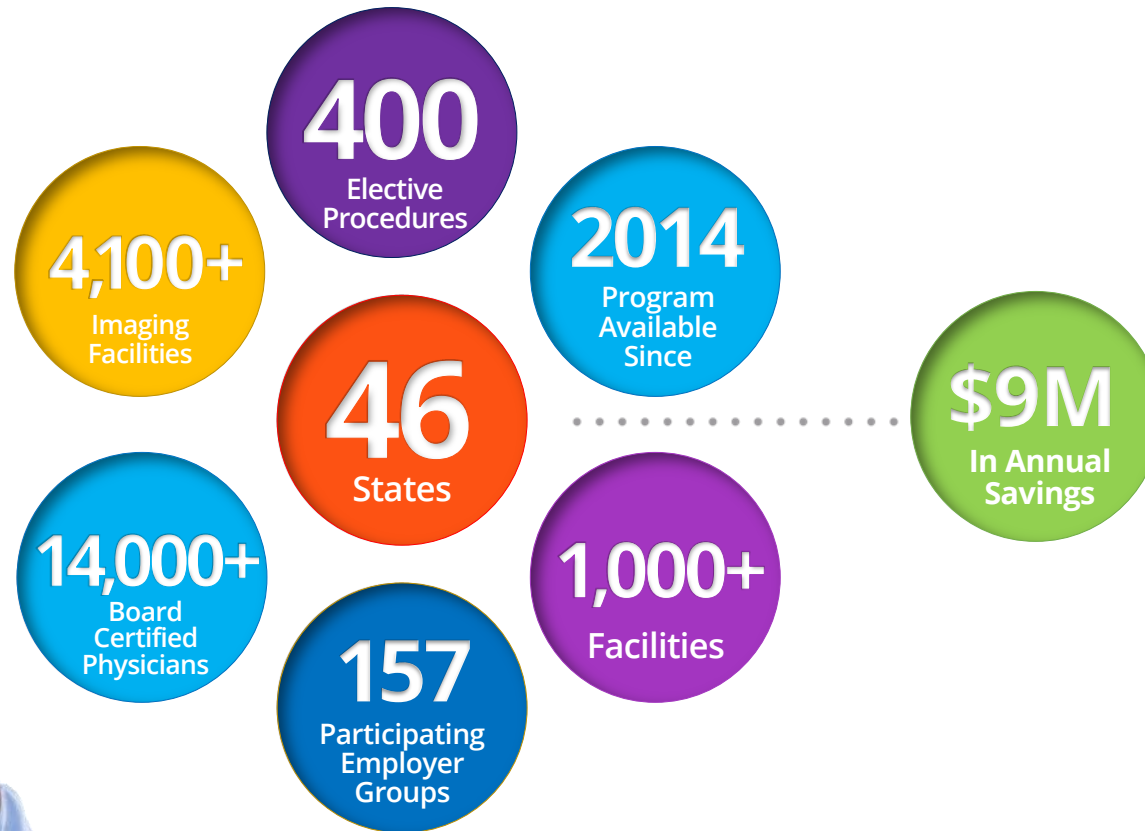 400
Elective
Procedures
4,100+
Imaging
Facilities
2014
Program
Available
Since
46
States
$9M
In Annual
Savings
14,000+
Board
Certified
Physicians
1,000+
Facilities
157
Participating
Employer
Groups